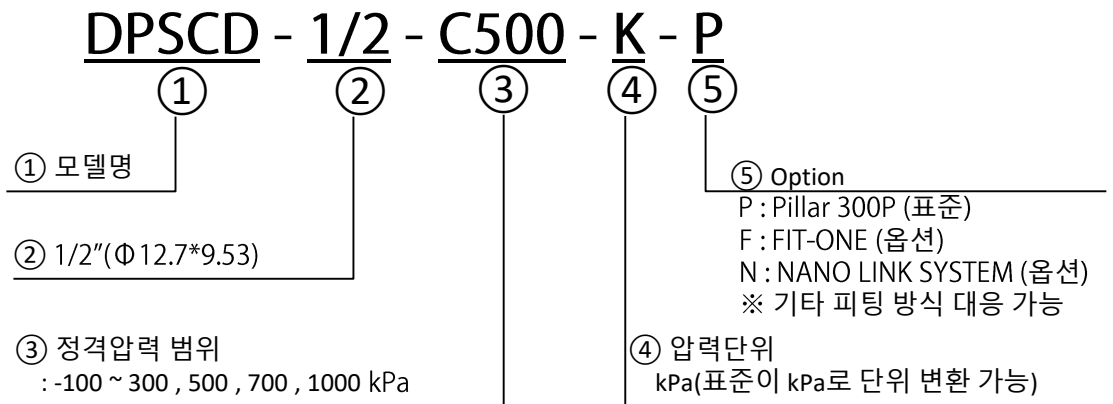 DPSCD - 1/2 - C500 - K - P
① ② ③ ④ ⑤
① 모델명
② 1/2"(Φ12.7*9.53)
③ 정격압력 범위
: -100 ~ 300 , 500 , 700 , 1000 kPa
④ 압력단위
kPa(표준이 kPa로 단위 변환 가능)
⑤ Option
P : Pillar 300P (표준)
F : FIT-ONE (옵션)
N : NANO LINK SYSTEM (옵션)
※ 기타 피팅 방식 대응 가능